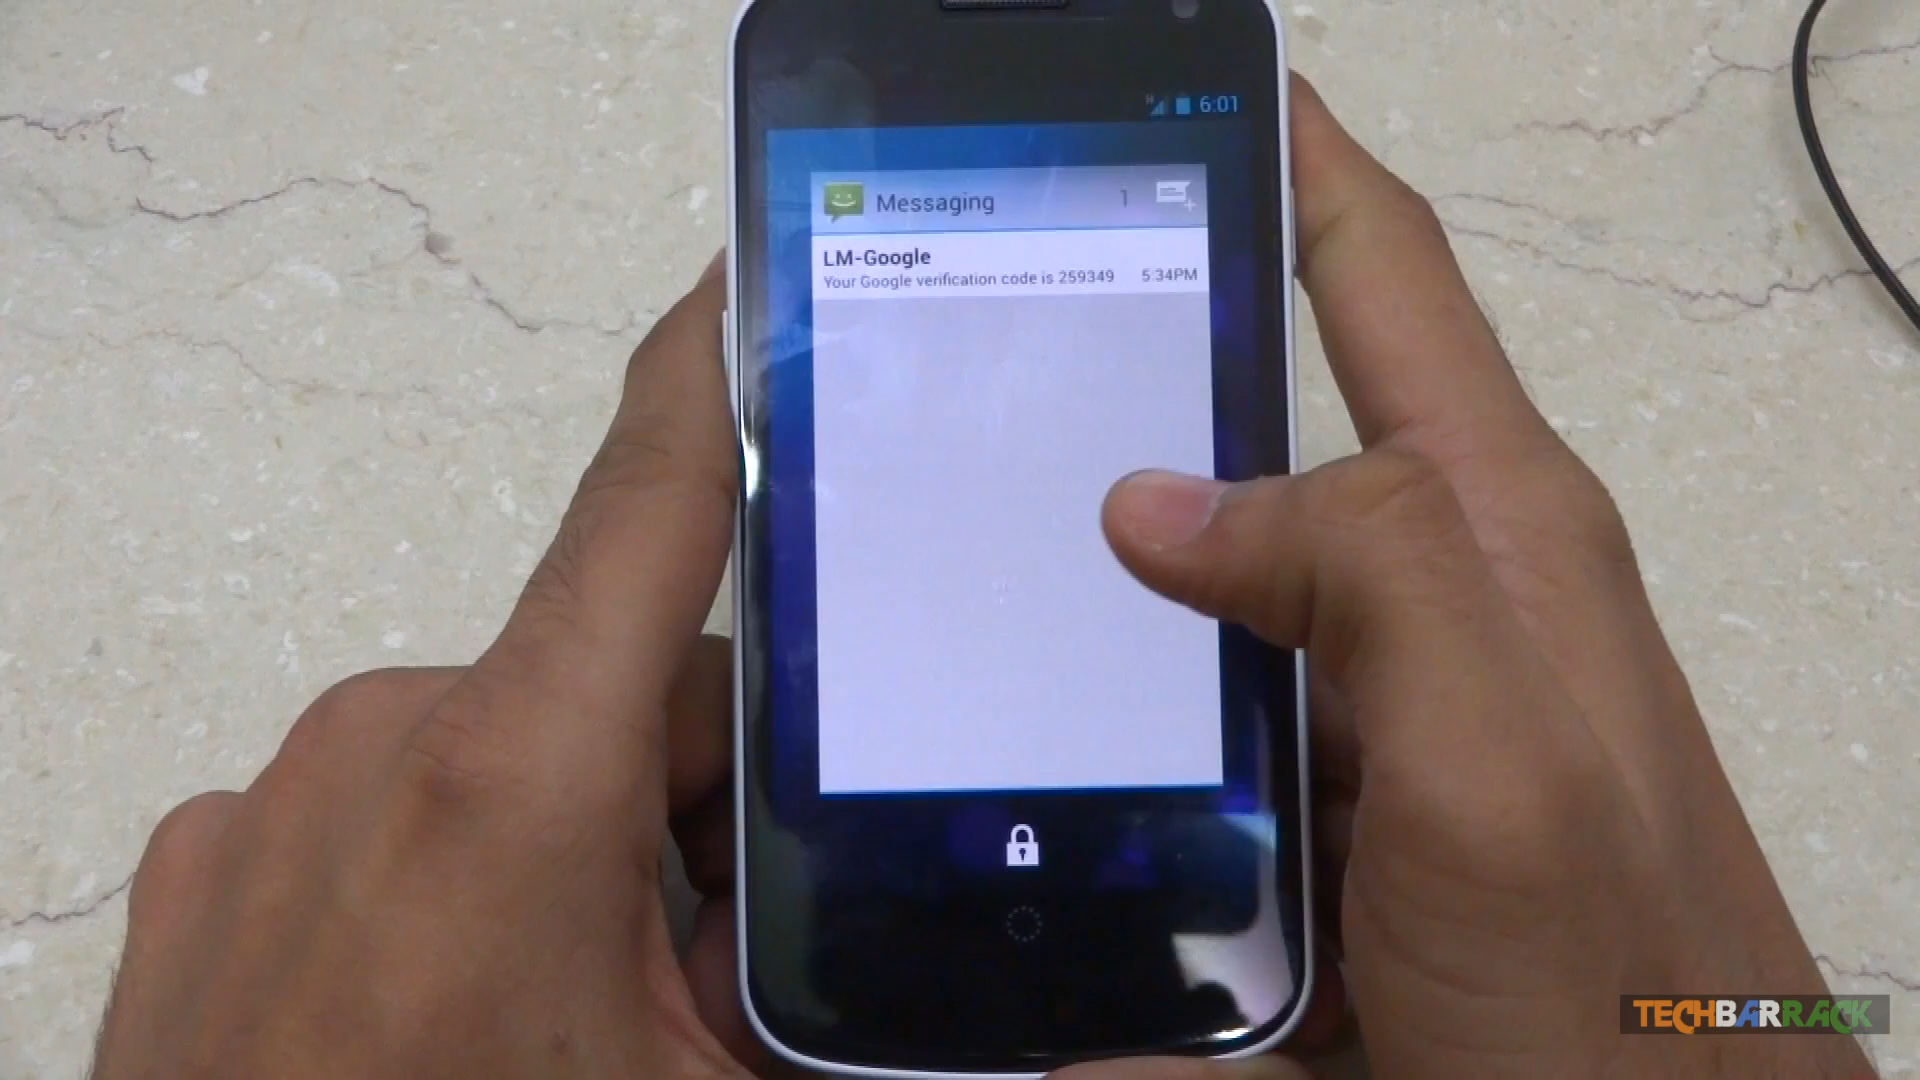 6:01
Messaging 1
LM-Google
Your Google verification code is 259349 5:34PM
TECHBARRACK